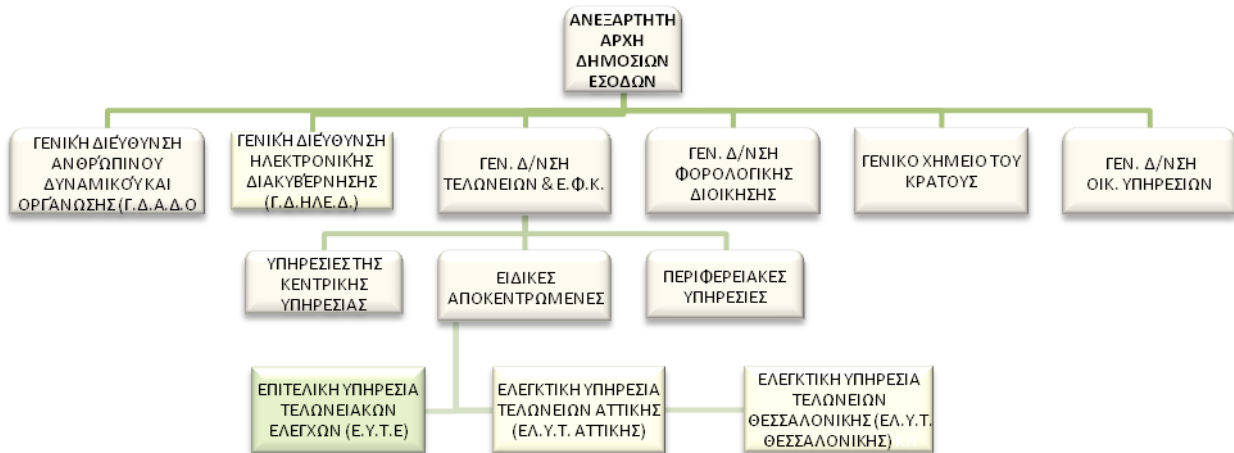 ΑΝΕΞΑΡΤΗΤΗ
ΑΡΧΗ
ΔΗΜΟΣΙΩΝ
ΕΣΟΔΩΝ
ΓΕΝΙΚΉ ΔΙΕΎΘΥΝΣΗ
ΑΝΘΡΏΠΙΝΟΥ
ΔΥΝΑΜΙΚΟΎ ΚΑΙ
ΟΡΓΆΝΩΣΗΣ (Γ.Δ.Α.Δ.Ο
ΓΕΝΙΚΉ ΔΙΕΎΘΥΝΣΗ
ΗΛΕΚΤΡΟΝΙΚΉΣ
ΔΙΑΚΥΒΈΡΝΗΣΗΣ
(Γ.Δ.ΗΛΕ.Δ.)
ΓΕΝ. Δ/ΝΣΗ
ΤΕΛΩΝΕΙΩΝ & Ε.Φ.Κ.
ΓΕΝ. Δ/ΝΣΗ
ΦΟΡΟΛΟΓΙΚΗΣ
ΔΙΟΙΚΗΣΗΣ
ΓΕΝΙΚΟ ΧΗΜΕΙΟ ΤΟΥ
ΚΡΑΤΟΥΣ
ΓΕΝ. Δ/ΝΣΗ
ΟΙΚ. ΥΠΗΡΕΣΙΩΝ
ΥΠΗΡΕΣΙΕΣ ΤΗΣ
ΚΕΝΤΡΙΚΗΣ
ΥΠΗΡΕΣΙΑΣ
ΕΙΔΙΚΕΣ
ΑΠΟΚΕΝΤΡΩΜΕΝΕΣ
ΠΕΡΙΦΕΡΕΙΑΚΕΣ
ΥΠΗΡΕΣΙΕΣ
ΕΠΙΤΕΛΙΚΗ ΥΠΗΡΕΣΙΑ
ΤΕΛΩΝΕΙΑΚΩΝ
ΕΛΕΓΧΩΝ (Ε.Υ.Τ.Ε)
ΕΛΕΓΚΤΙΚΗ ΥΠΗΡΕΣΙΑ
ΤΕΛΩΝΕΙΩΝ ΑΤΤΙΚΗΣ
(ΕΛ.Υ.Τ. ΑΤΤΙΚΗΣ)
ΕΛΕΓΚΤΙΚΗ ΥΠΗΡΕΣΙΑ
ΤΕΛΩΝΕΙΩΝ
ΘΕΣΣΑΛΟΝΙΚΗΣ (ΕΛ.Υ.Τ.
ΘΕΣΣΑΛΟΝΙΚΗΣ)